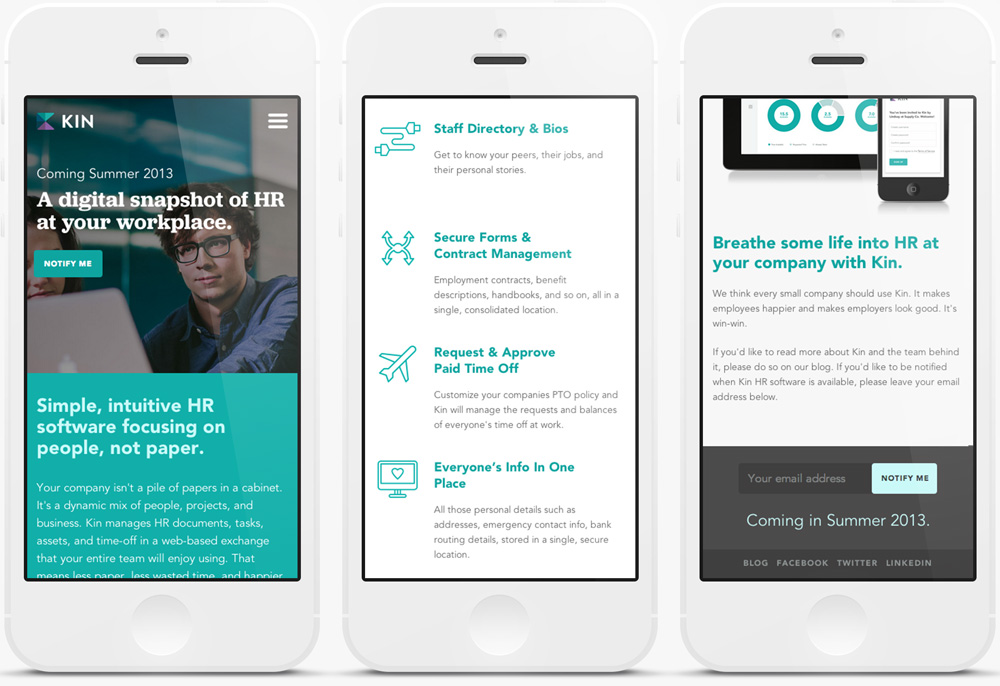 KIN
Coming Summer 2013
A digital snapshot of HR
at your workplace.
NOTIFY ME
Simple, intuitive HR
software focusing on
people, not paper.
Your company isn't a pile of papers in a cabinet.
It's a dynamic mix of people, projects, and
business. Kin manages HR documents, tasks,
assets, and time-off in a web-based exchange
that your entire team will enjoy using. That
means less paper, less wasted time, and happier
Staff Directory & Bios
Get to know your peers, their jobs, and
their personal stories.
Secure Forms &
Contract Management
Employment contracts, benefit
descriptions, handbooks, and so on, all in a
single, consolidated location.
Request & Approve
Paid Time Off
Customize your companies PTO policy and
Kin will manage the requests and balances
of everyone's time off at work.
Everyone's Info In One
Place
All those personal details such as
addresses, emergency contact info, bank
routing details, stored in a single, secure
location.
Breathe some life into HR at
your company with Kin.
We think every small company should use Kin. It makes
employees happier and makes employers look good. It's
win-win.
If you'd like to read more about Kin and the team behind
it, please do so on our blog. If you'd like to be notified
when Kin HR software is available, please leave your email
address below.
Your email address
NOTIFY ME
Coming in Summer 2013.
BLOG FACEBOOK TWITTER LINKEDIN